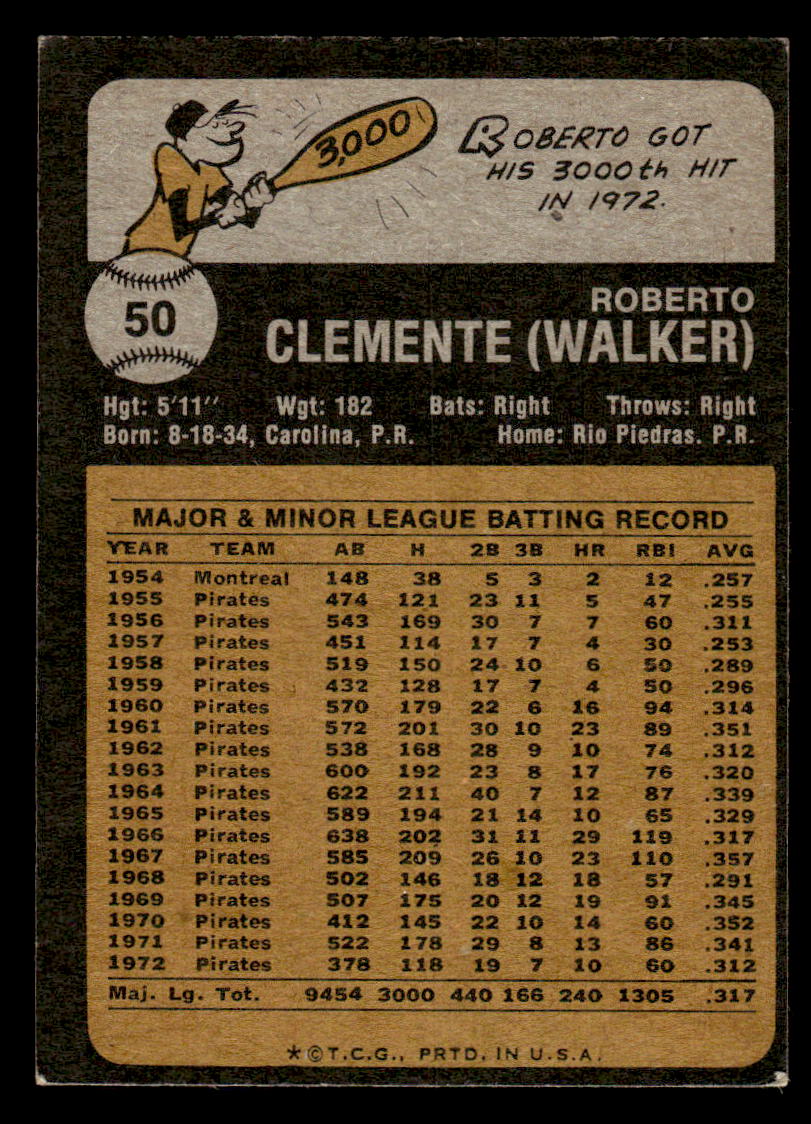 3,000
ROBERTO GOT
HIS 3000th HIT
IN 1972.
50
ROBERTO
CLEMENTE (WALKER)
Hgt: 5'11" Wgt: 182 Bats: Right Throws: Right
Born: 8-18-34, Carolina, P.R. Home: Rio Piedras. P.R.
MAJOR & MINOR LEAGUE BATTING RECORD
YEAR TEAM AB H 2B 3B HR RBI AVG
1954 Montreal 148 38 5 3 2 12 .257
1955 Pirates 474 121 23 11 5 47 .255
1956 Pirates 543 169 30 7 7 60 .311
1957 Pirates 451 114 17 7 4 30 .253
1958 Pirates 519 150 24 10 6 50 .289
1959 Pirates 432 128 17 7 4 50 .296
1960 Pirates 570 179 22 6 16 94 .314
1961 Pirates 572 201 30 10 23 89 .351
1962 Pirates 538 168 28 9 10 74 .312
1963 Pirates 600 192 23 8 17 76 .320
1964 Pirates 622 211 40 7 12 87 .339
1965 Pirates 589 194 21 14 10 65 .329
1966 Pirates 638 202 31 11 29 119 .317
1967 Pirates 585 209 26 10 23 110 .357
1968 Pirates 502 146 18 12 18 57 .291
1969 Pirates 507 175 20 12 19 91 .345
1970 Pirates 412 145 22 10 14 60 .352
1971 Pirates 522 178 29 8 13 86 .341
1972 Pirates 378 118 19 7 10 60 .312
Maj. Lg. Tot. 9454 3000 440 166 240 1305 .317
*©T.C.G., PRTD. IN U.S.A.